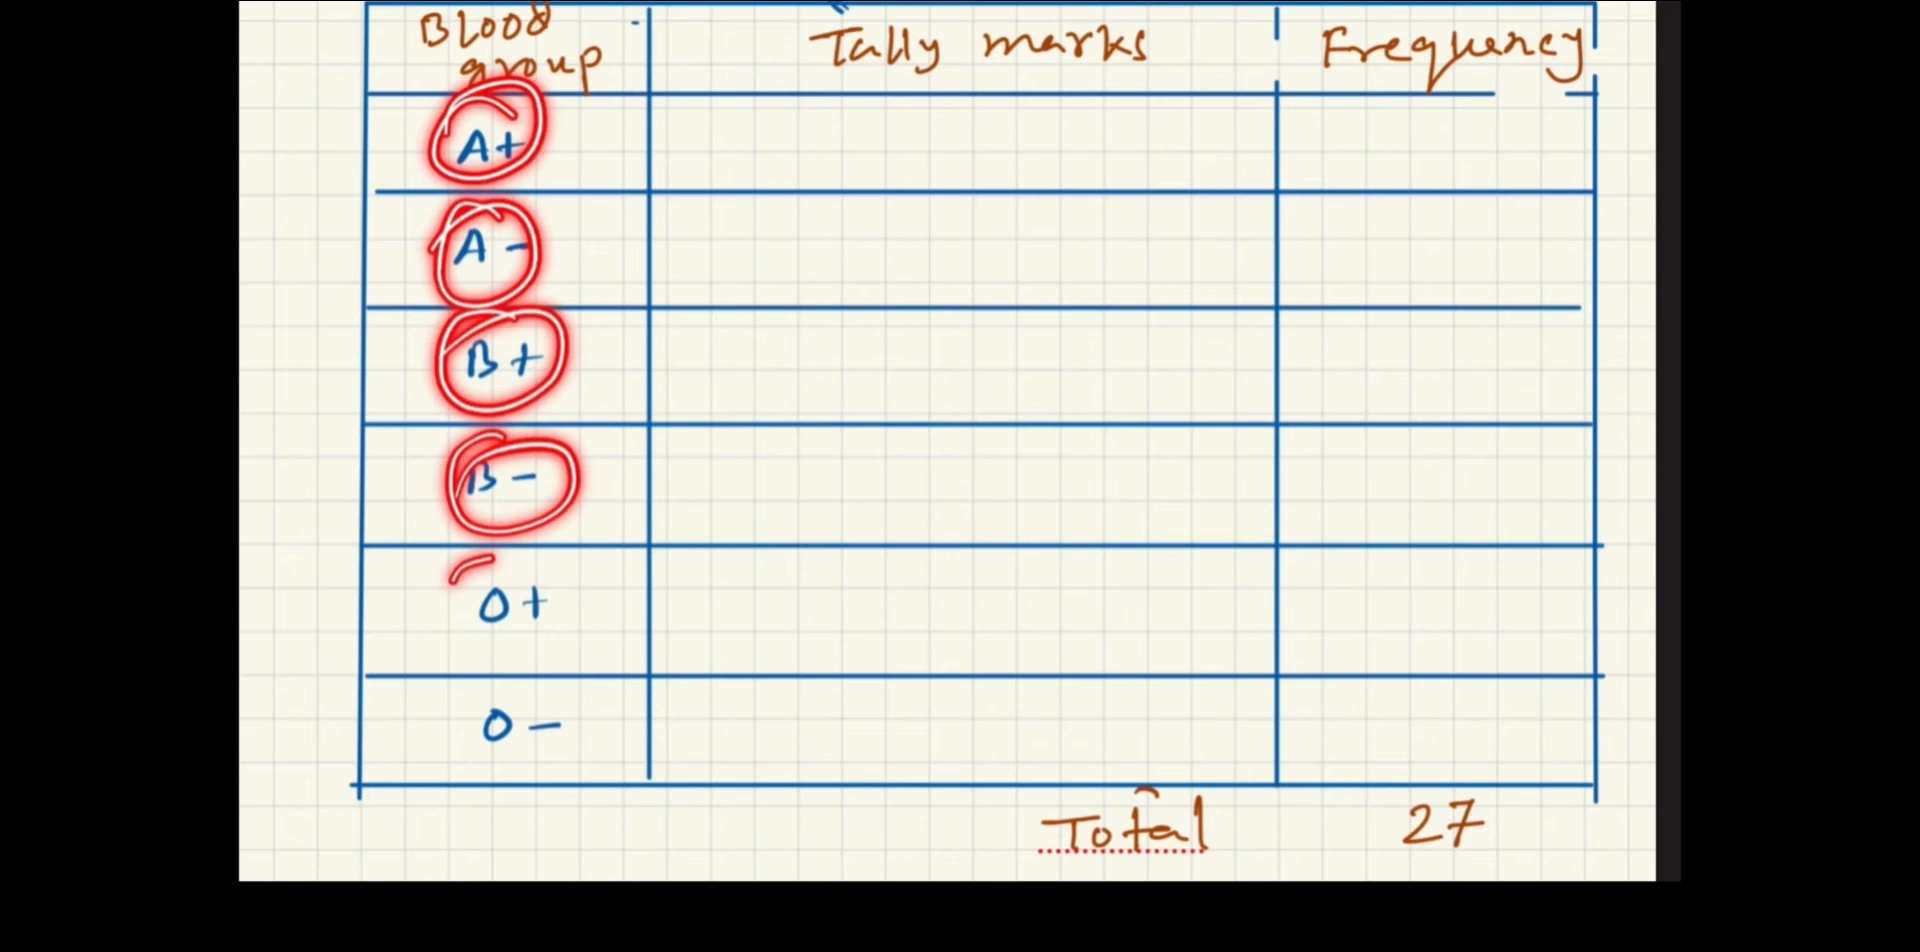 Blood group
Tally marks
Frequency
A+
A-
B+
B-
O+
O-
Total 27